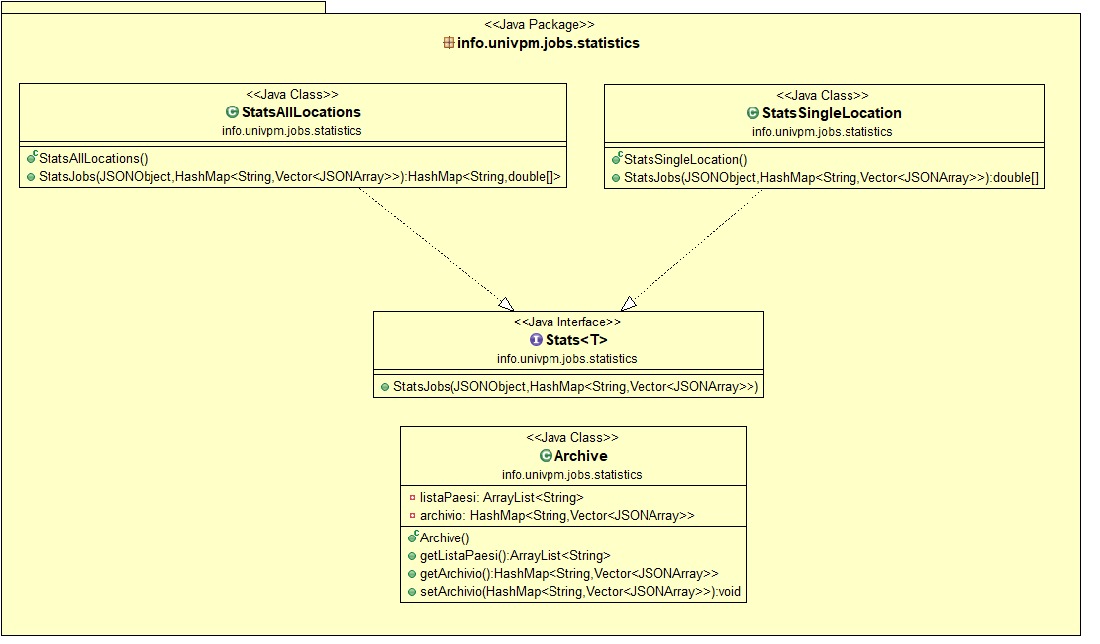 <<Java Package>>
info.univpm.jobs.statistics
<<Java Class>>
StatsAllLocations
info.univpm.jobs.statistics
StatsAllLocations()
StatsJobs(JSONObject,HashMap<String,Vector<JSONArray>>):HashMap<String,double[]>
<<Java Class>>
StatsSingleLocation
info.univpm.jobs.statistics
StatsSingleLocation()
StatsJobs(JSONObject,HashMap<String,Vector<JSONArray>>):double[]
<<Java Interface>>
Stats<T>
info.univpm.jobs.statistics
StatsJobs(JSONObject,HashMap<String,Vector<JSONArray>>)
<<Java Class>>
Archive
info.univpm.jobs.statistics
listaPaesi: ArrayList<String>
archivio: HashMap<String,Vector<JSONArray>>
Archive()
getListaPaesi():ArrayList<String>
getArchivio():HashMap<String,Vector<JSONArray>>
setArchivio(HashMap<String,Vector<JSONArray>>):void